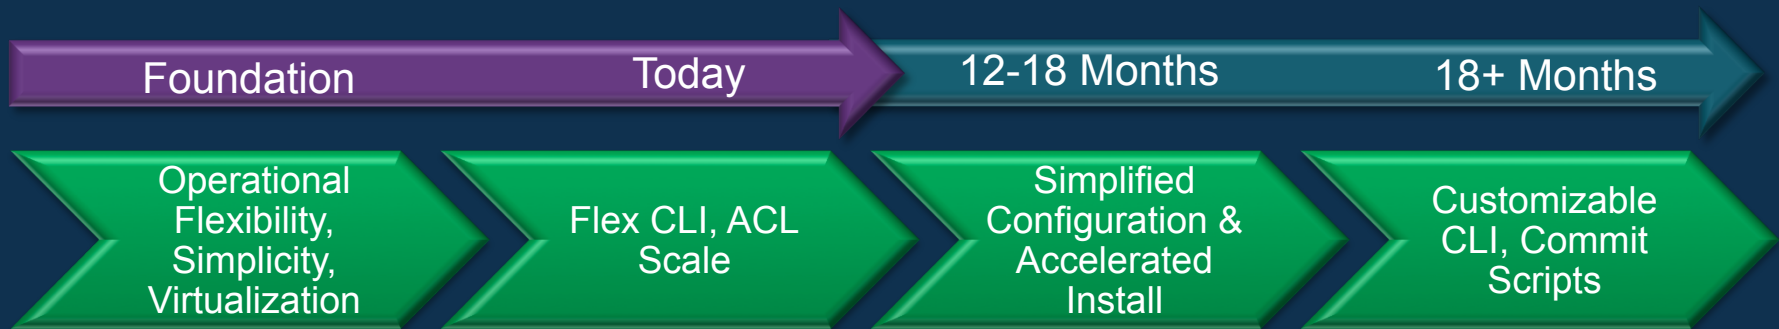 Foundation
Today
12-18 Months
18+ Months
Operational
Flexibility,
Simplicity,
Virtualization
Flex CLI, ACL
Scale
Simplified
Configuration &
Accelerated
Install
Customizable
CLI, Commit
Scripts